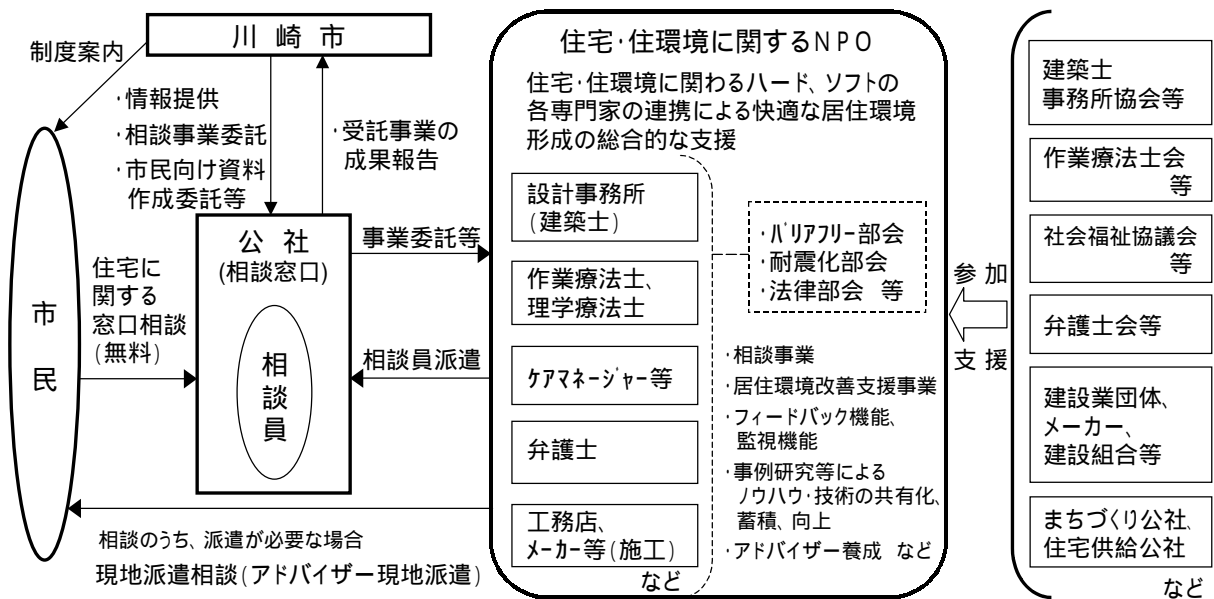 川 崎 市
制度案内
・情報提供
・相談事業委託
・市民向け資料
作成委託等
・受託事業の
成果報告
市
民
住宅に
関する
窓口相談
(無料)
公 社
(相談窓口)
相
談
員
事業委託等
相談員派遣
相談のうち、派遣が必要な場合
現地派遣相談(アドバイザー現地派遣)
住宅・住環境に関するNPO
住宅・住環境に関わるハード、ソフトの
各専門家の連携による快適な居住環境
形成の総合的な支援
設計事務所
(建築士)
作業療法士、
理学療法士
ケアマネージャー等
弁護士
工務店、
メーカー等(施工)
など
・バリアフリー部会
・耐震化部会
・法律部会 等
・相談事業
・居住環境改善支援事業
・フィードバック機能、
監視機能
・事例研究等による
ノウハウ・技術の共有化、
蓄積、向上
・アドバイザー養成 など
参 加
支 援
建築士
事務所協会等
作業療法士会
等
社会福祉協議会
等
弁護士会等
建設業団体、
メーカー、
建設組合等
まちづくり公社、
住宅供給公社
など